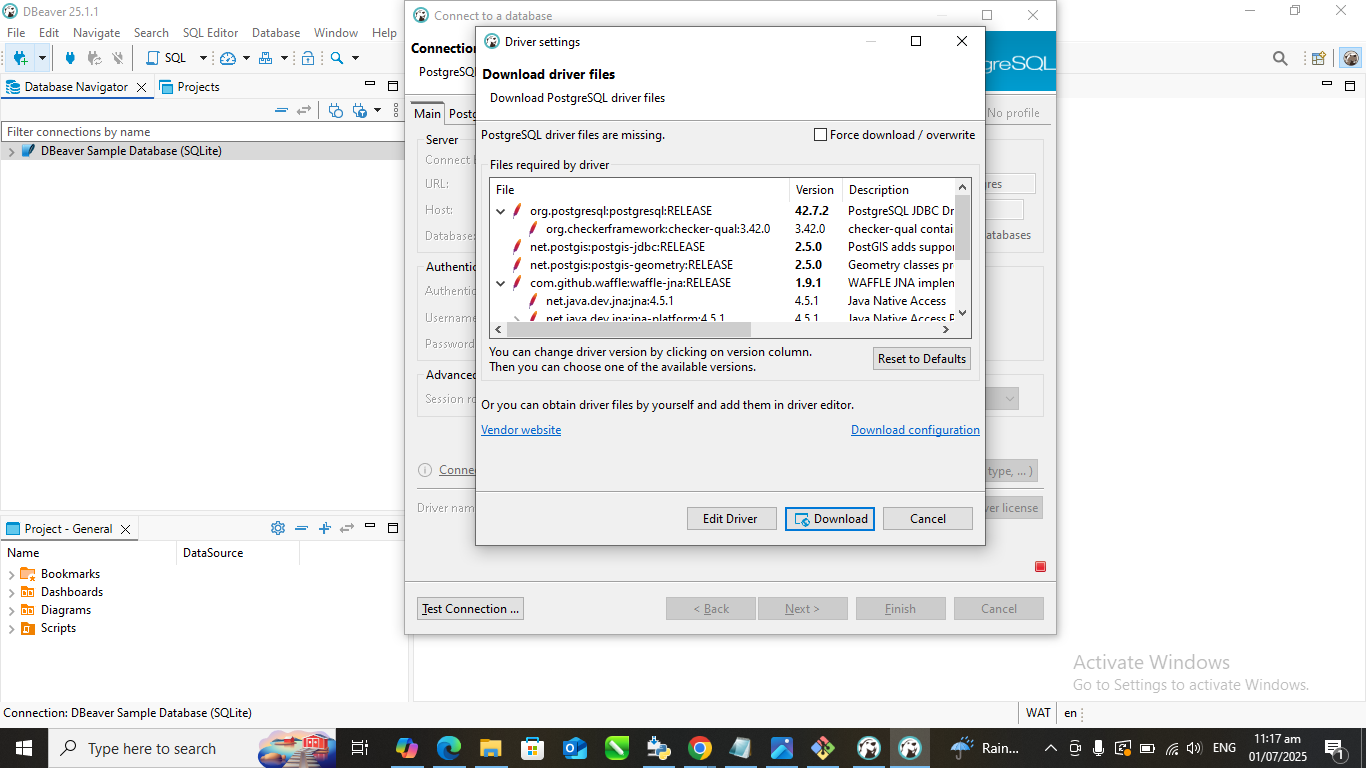 DBeaver 25.1.1
File Edit Navigate Search SQL Editor Database Window Help
SQL
Database Navigator
Projects
Filter connections by name
DBeaver Sample Database (SQLite)
Project - General
Name DataSource
Bookmarks
Dashboards
Diagrams
Scripts
Connect to a database
Connection
PostgreSQL
greSQL
Main Postg
No profile
Server
Connect b
URL:
gres
Host:
Database:
atabases
Authentic
Authentic
Username
Password
Advanced
Session ro
Connec
type, ... )
Driver nam
ver license
Test Connection ...
< Back Next > Finish Cancel
Driver settings
Download driver files
Download PostgreSQL driver files
PostgreSQL driver files are missing.
Force download / overwrite
Files required by driver
File Version Description
org.postgresql:postgresql:RELEASE 42.7.2 PostgreSQL JDBC Dr
org.checkerframework:checker-qual:3.42.0 3.42.0 checker-qual contai
net.postgis:postgis-jdbc:RELEASE 2.5.0 PostGIS adds suppor
net.postgis:postgis-geometry:RELEASE 2.5.0 Geometry classes pr
com.github.waffle:waffle-jna:RELEASE 1.9.1 WAFFLE JNA implen
net.java.dev.jna:jna:4.5.1 4.5.1 Java Native Access
net.java.dev.jna:jna-platform:4.5.1 4.5.1 Java Native Access P
You can change driver version by clicking on version column.
Then you can choose one of the available versions.
Reset to Defaults
Or you can obtain driver files by yourself and add them in driver editor.
Vendor website
Download configuration
Edit Driver Download Cancel
Activate Windows
Go to Settings to activate Windows.
Connection: DBeaver Sample Database (SQLite)
WAT en
Type here to search
Rain...
ENG
11:17 am
01/07/2025
1